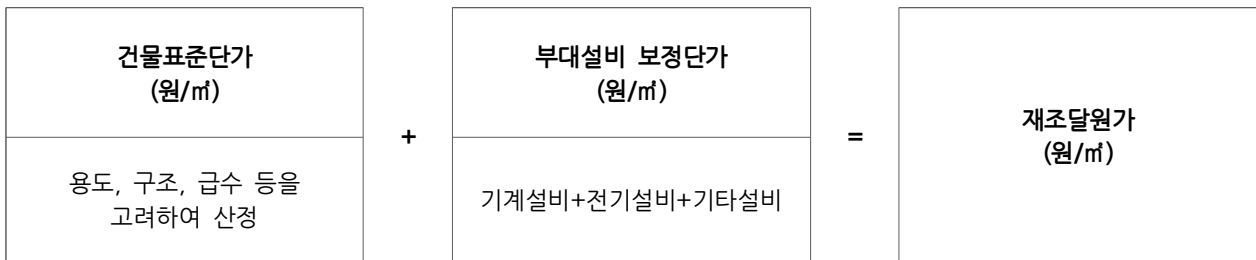 건물표준단가
(원/㎡)
용도, 구조, 급수 등을
고려하여 산정
+
부대설비 보정단가
(원/㎡)
기계설비+전기설비+기타설비
=
재조달원가
(원/㎡)